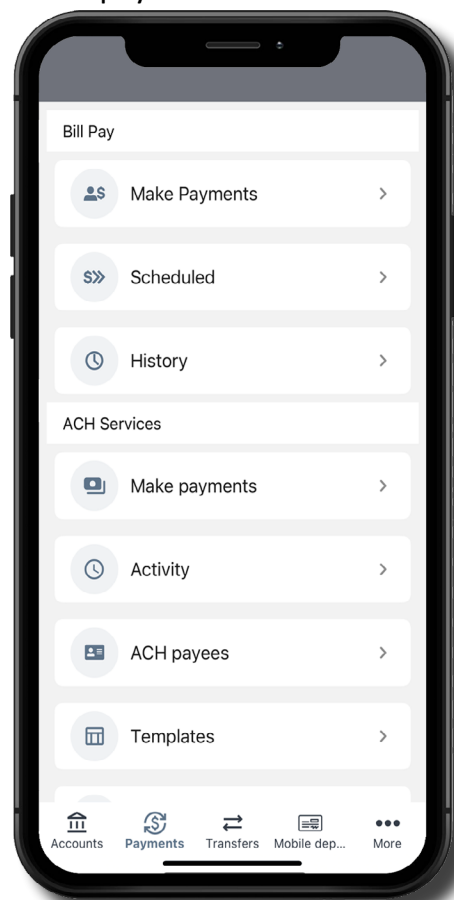 Bill Pay
Make Payments
Scheduled
History
ACH Services
Make payments
Activity
ACH payees
Templates
Accounts Payments Transfers Mobile dep... More